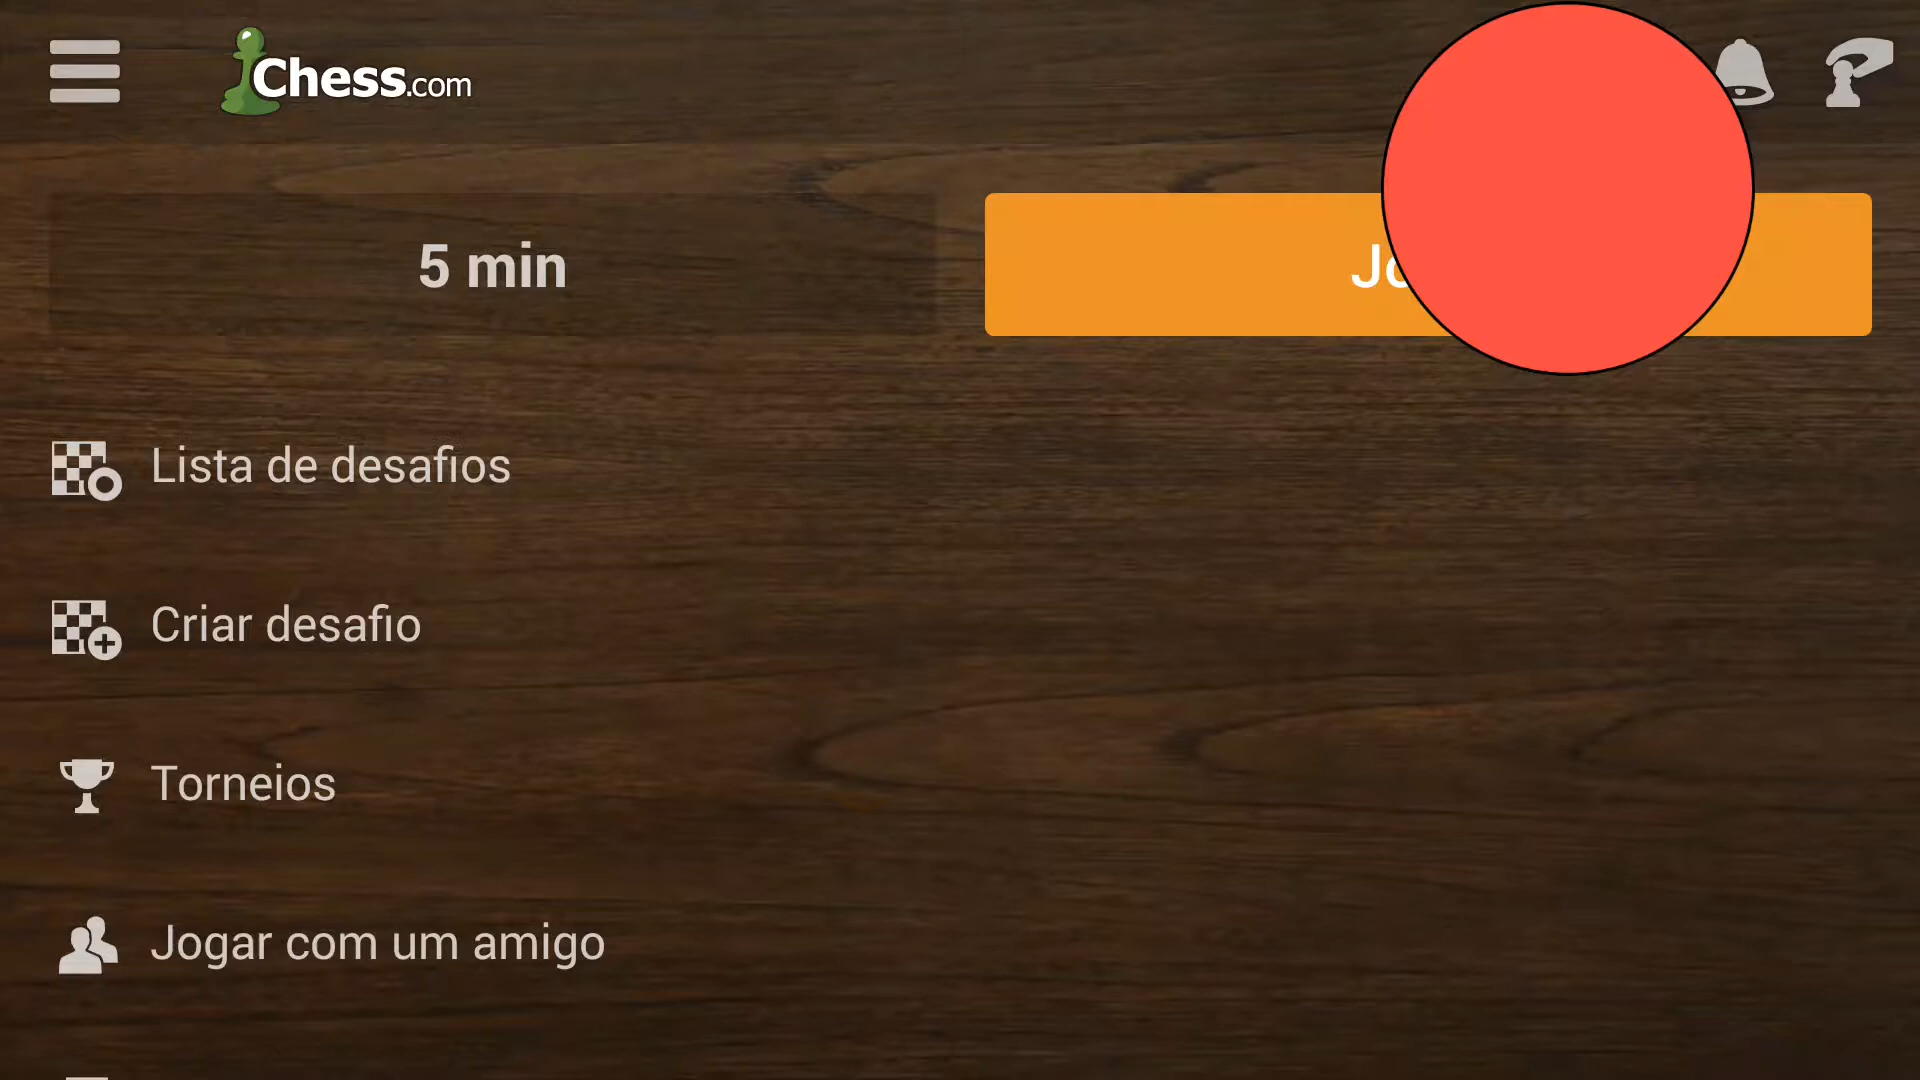 Chess.com
5 min
Lista de desafios
Criar desafio
Torneios
Jogar com um amigo